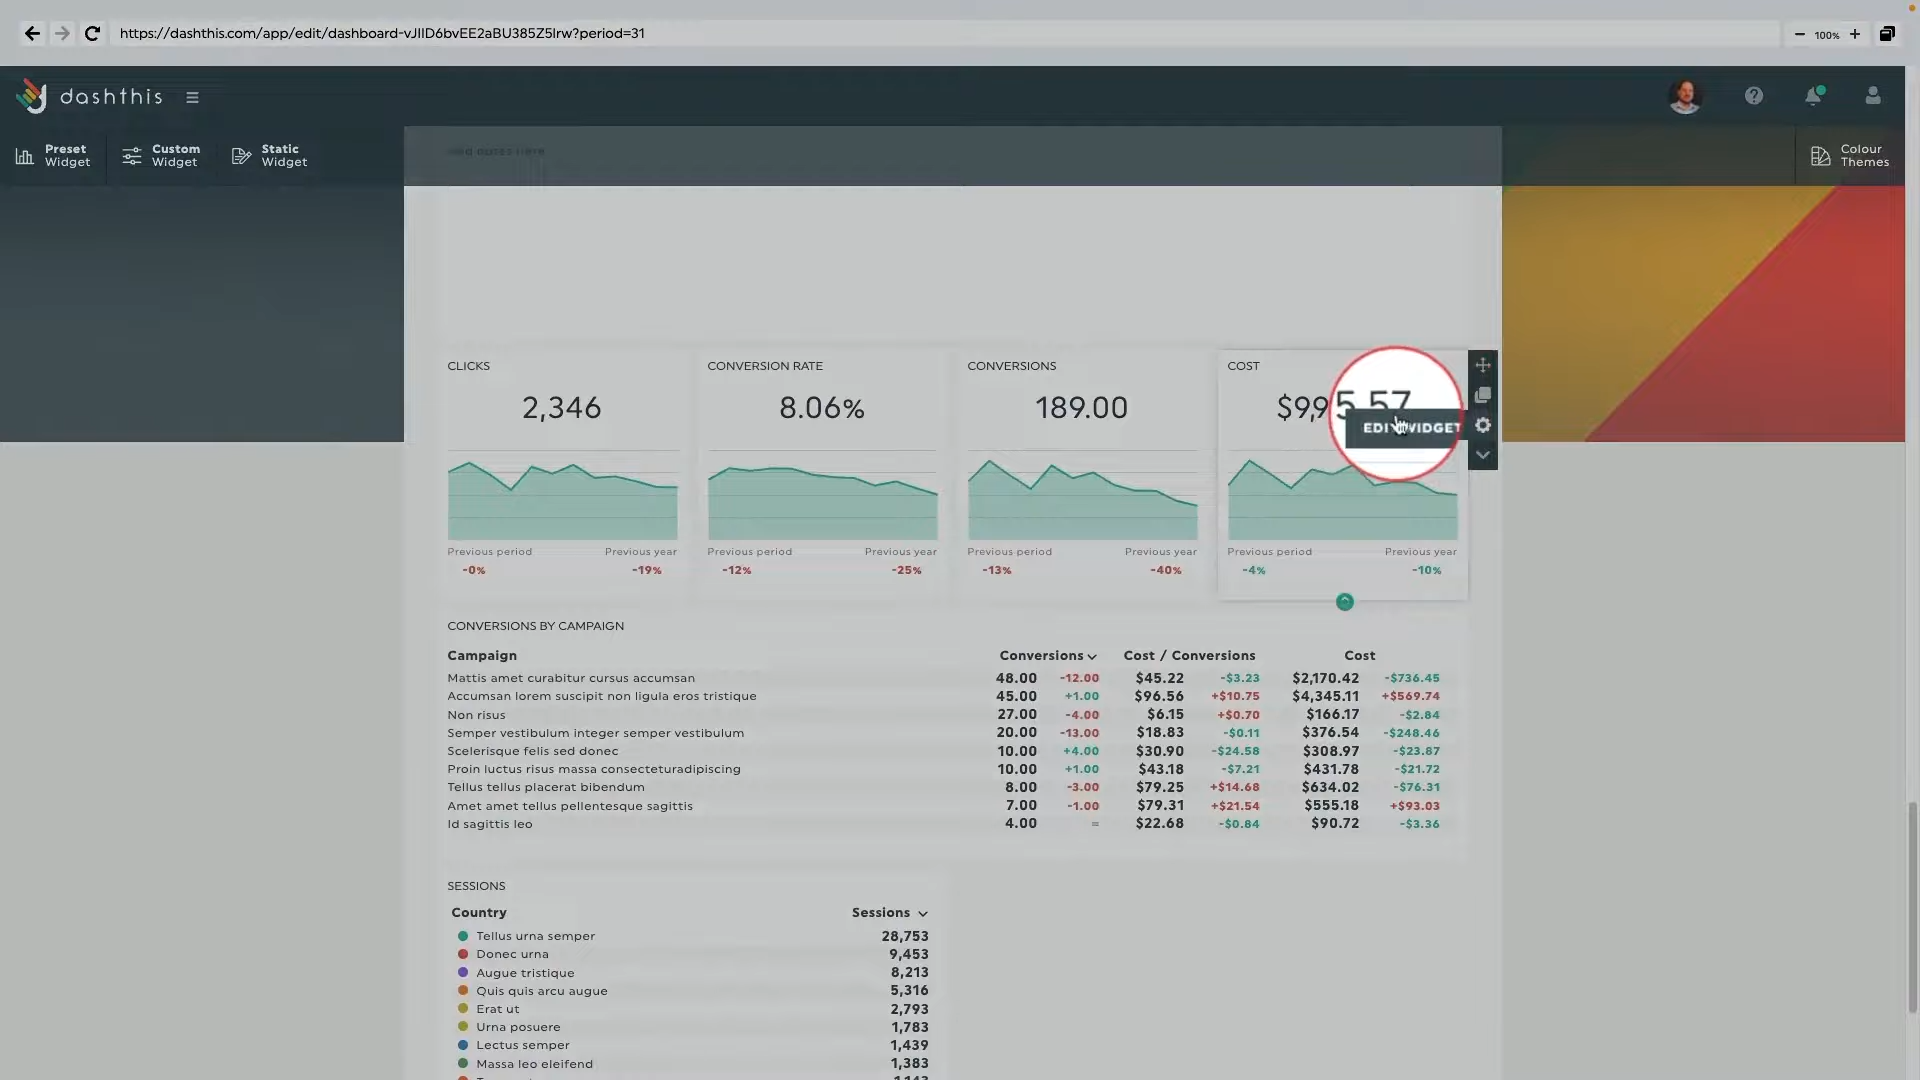 https://dashthis.com/app/edit/dashboard-vJIID6bvEE2aBU385Z5lrw?period=31
100%
dashthis
Preset Widget
Custom Widget
Static Widget
Colour Themes
CLICKS
2,346
Previous period Previous year
-0% -19%
CONVERSION RATE
8.06%
Previous period Previous year
-12% -25%
CONVERSIONS
189.00
Previous period Previous year
-13% -40%
COST
$9,995.57
EDIT WIDGET
Previous period Previous year
-4% -10%
CONVERSIONS BY CAMPAIGN
Campaign Conversions Cost / Conversions Cost
Mattis amet curabitur cursus accumsan 48.00 -12.00 $45.22 -$3.23 $2,170.42 -$736.45
Accumsan lorem suscipit non ligula eros tristique 45.00 +1.00 $96.56 +$10.75 $4,345.11 +$569.74
Non risus 27.00 -4.00 $6.15 +$0.70 $166.17 -$2.84
Semper vestibulum integer semper vestibulum 20.00 -13.00 $18.83 -$0.11 $376.54 -$248.46
Scelerisque felis sed donec 10.00 +4.00 $30.90 -$24.58 $308.97 -$23.87
Proin luctus risus massa consecteturadipiscing 10.00 +1.00 $43.18 -$7.21 $431.78 -$21.72
Tellus tellus placerat bibendum 8.00 -3.00 $79.25 +$14.68 $634.02 -$76.31
Amet amet tellus pellentesque sagittis 7.00 -1.00 $79.31 +$21.54 $555.18 +$93.03
Id sagittis leo 4.00 = $22.68 -$0.84 $90.72 -$3.36
SESSIONS
Country Sessions
Tellus urna semper 28,753
Donec urna 9,453
Augue tristique 8,213
Quis quis arcu augue 5,316
Erat ut 2,793
Urna posuere 1,783
Lectus semper 1,439
Massa leo eleifend 1,383